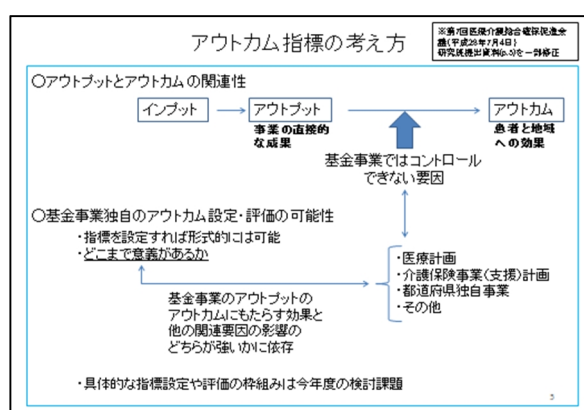 アウトカム指標の考え方
※第7回医療介護総合確保促進会
議(平成28年7月4日)
研究班提出資料(p.5)を一部修正
○アウトプットとアウトカムの関連性
インプット
アウトプット
アウトカム
事業の直接的
な成果
患者と地域
への効果
基金事業ではコントロール
できない要因
○基金事業独自のアウトカム設定・評価の可能性
・指標を設定すれば形式的には可能
・どこまで意義があるか
・医療計画
・介護保険事業(支援)計画
・都道府県独自事業
・その他
基金事業のアウトプットの
アウトカムにもたらす効果と
他の関連要因の影響の
どちらが強いかに依存
・具体的な指標設定や評価の枠組みは今年度の検討課題